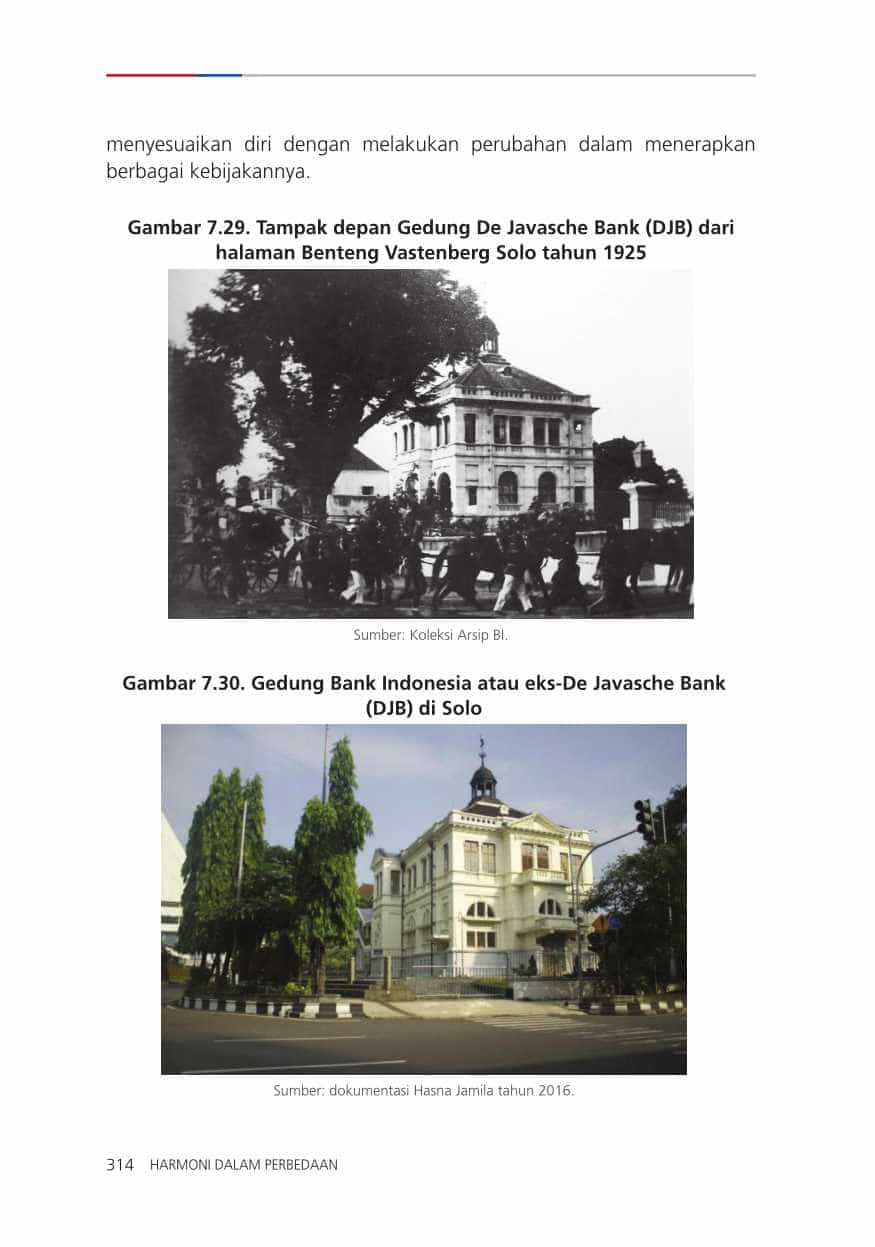 menyesuaikan diri dengan melakukan perubahan dalam menerapkan
berbagai kebijakannya.
Gambar 7.29. Tampak depan Gedung De Javasche Bank (DJB) dari
halaman Benteng Vastenberg Solo tahun 1925
Sumber: Koleksi Arsip BI.
Gambar 7.30. Gedung Bank Indonesia atau eks-De Javasche Bank
(DJB) di Solo
Sumber: dokumentasi Hasna Jamila tahun 2016.
314 HARMONI DALAM PERBEDAAN